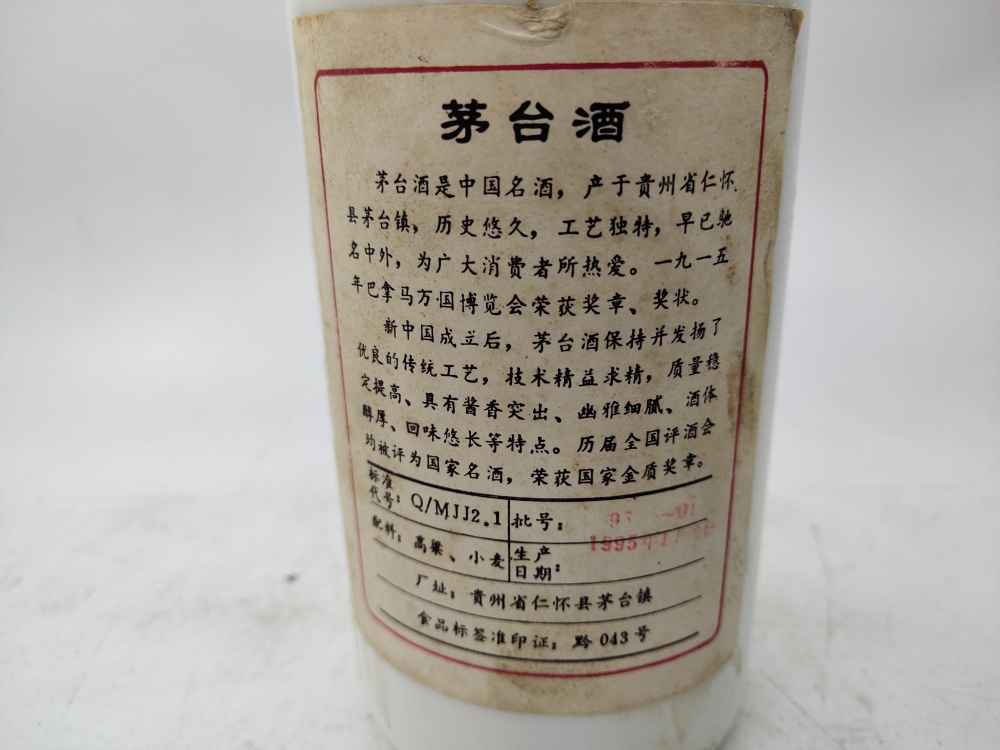 茅台酒
茅台酒是中国名酒，产于贵州省仁怀
县茅台镇，历史悠久，工艺独特，早已驰
名中外，为广大消费者所热爱。一九一五
年巴拿马万国博览会荣获奖章、奖状。
新中国成立后，茅台酒保持并发扬了
优良的传统工艺，技术精益求精，质量稳
定提高、具有酱香突出、幽雅细腻、酒体
醇厚、回味悠长等特点。历届全国评酒会
均被评为国家名酒，荣获国家金质奖章。
标准代号：Q/MJJ2.1
批号：
配料：高粱、小麦
生产日期：1995年
厂址：贵州省仁怀县茅台镇
食品标签准印证：黔043号